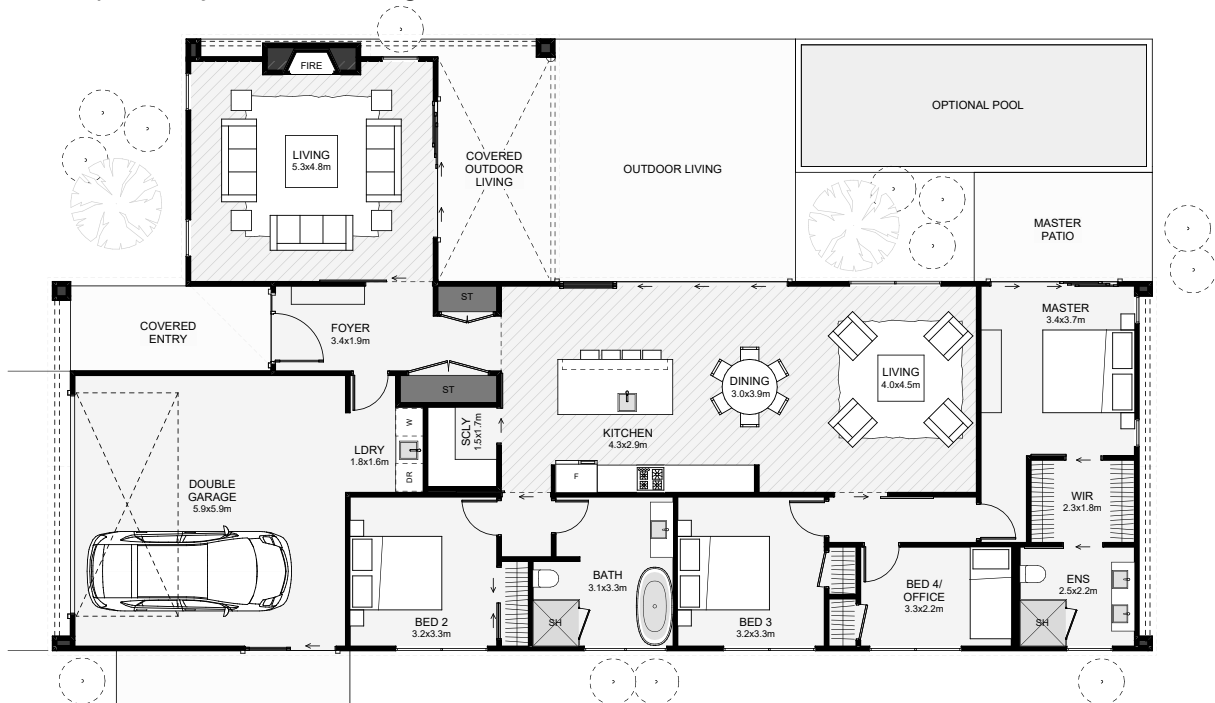 FIRE
LIVING
5.3x4.8m
COVERED
OUTDOOR
LIVING
OUTDOOR LIVING
OPTIONAL POOL
MASTER
PATIO
COVERED
ENTRY
FOYER
3.4x1.9m
ST
ST
MASTER
3.4x3.7m
LIVING
4.0x4.5m
DINING
3.0x3.9m
KITCHEN
4.3x2.9m
SCLY
1.5x1.7m
W
LDRY
1.8x1.6m
DR
F
DOUBLE
GARAGE
5.9x5.9m
WIR
2.3x1.8m
BED 2
3.2x3.3m
BATH
3.1x3.3m
SH
BED 3
3.2x3.3m
BED 4/
OFFICE
3.3x2.2m
ENS
2.5x2.2m
SH